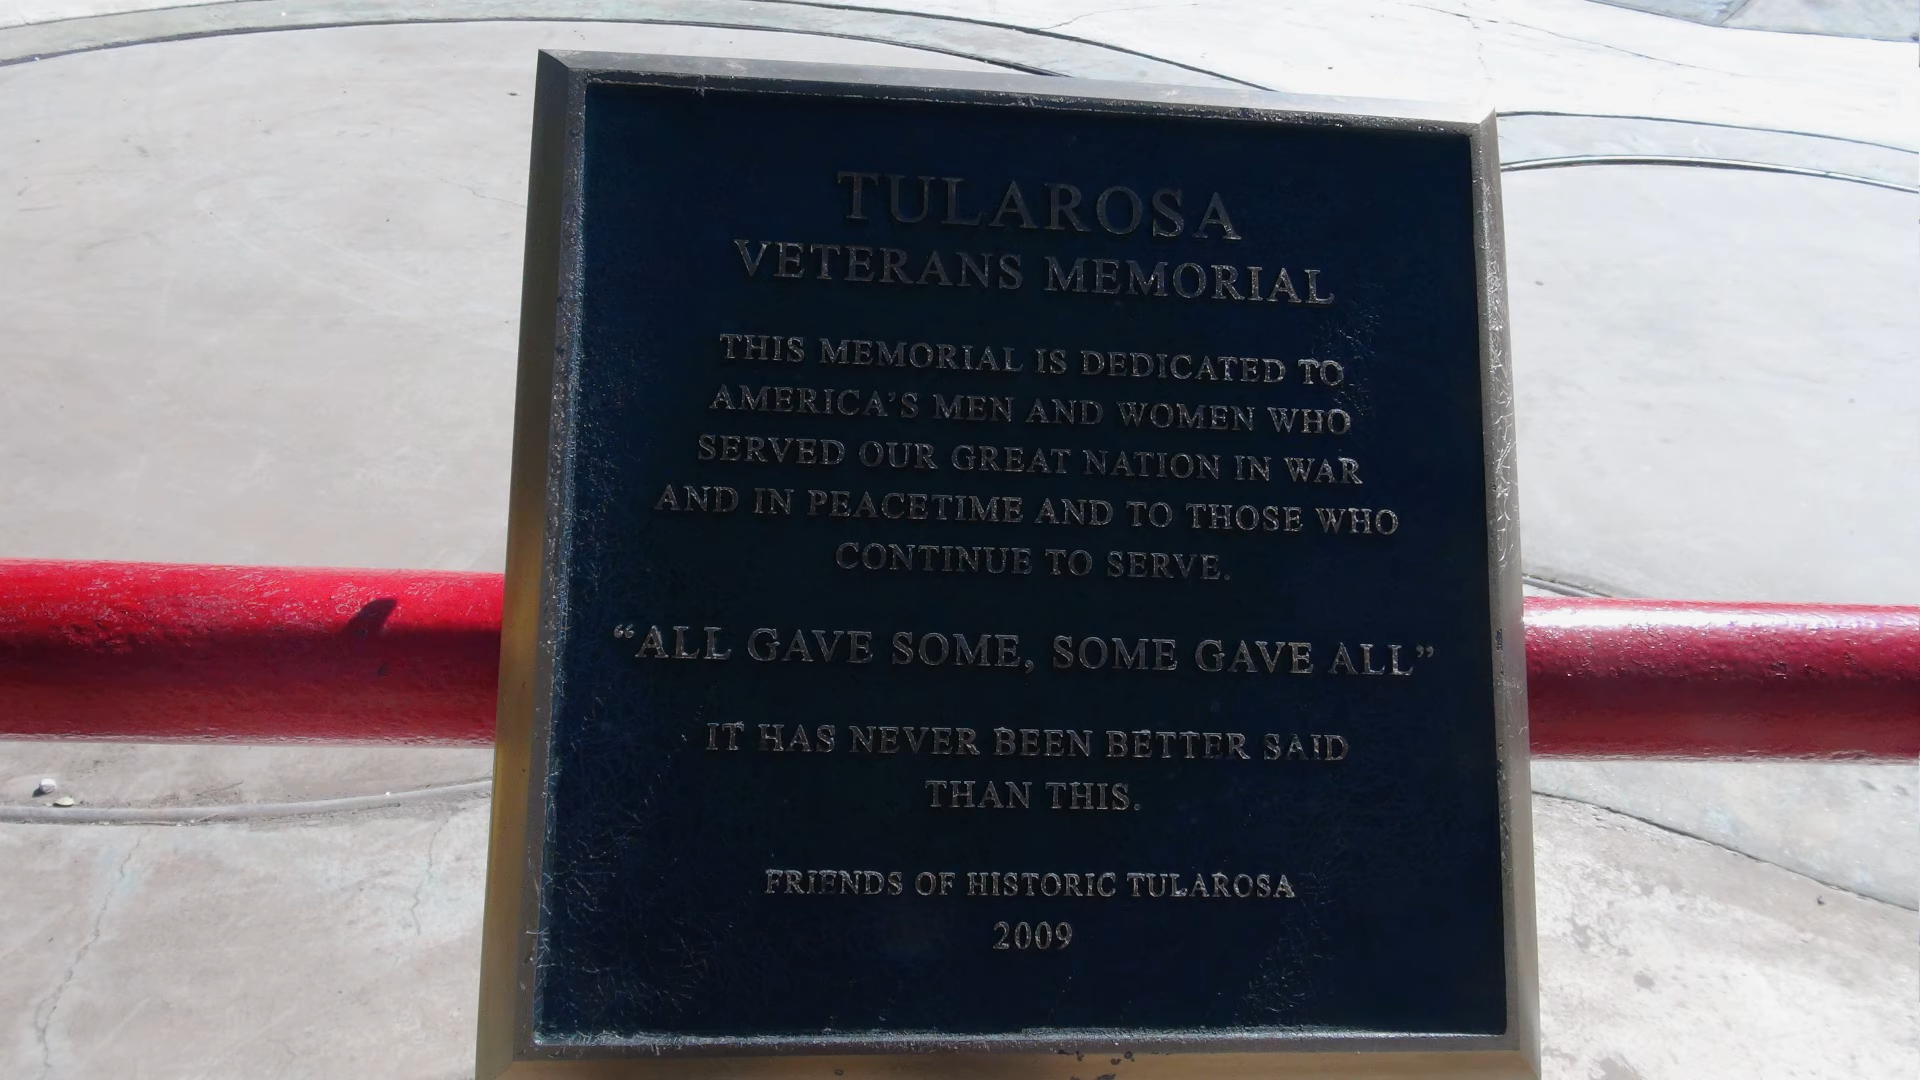 TULAROSA
VETERANS MEMORIAL
THIS MEMORIAL IS DEDICATED TO
AMERICA'S MEN AND WOMEN WHO
SERVED OUR GREAT NATION IN WAR
AND IN PEACETIME AND TO THOSE WHO
CONTINUE TO SERVE.
“ALL GAVE SOME, SOME GAVE ALL”
IT HAS NEVER BEEN BETTER SAID
THAN THIS.
FRIENDS OF HISTORIC TULAROSA
2009